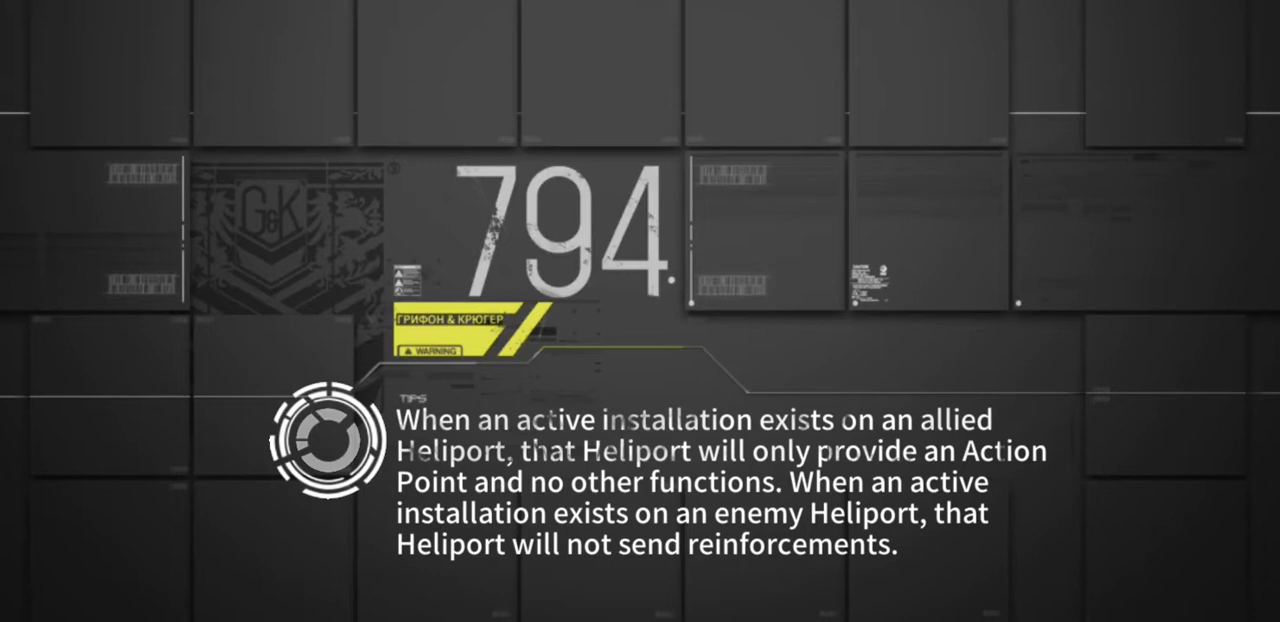 G&K
794.
ГРИФОН & КРЮГЕР
WARNING
TIPS
When an active installation exists on an allied
Heliport, that Heliport will only provide an Action
Point and no other functions. When an active
installation exists on an enemy Heliport, that
Heliport will not send reinforcements.